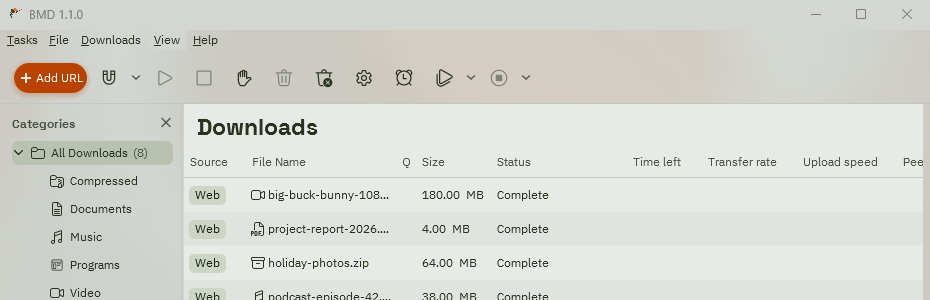 BMD 1.1.0
Tasks File Downloads View Help
Add URL
Categories
All Downloads (8)
Compressed
Documents
Music
Programs
Video
Downloads
Source File Name Q Size Status Time left Transfer rate Upload speed Pee
Web big-buck-bunny-108... 180.00 MB Complete
Web project-report-2026.... 4.00 MB Complete
Web holiday-photos.zip 64.00 MB Complete
Web podcast-episode-42.... 38.00 MB Complete